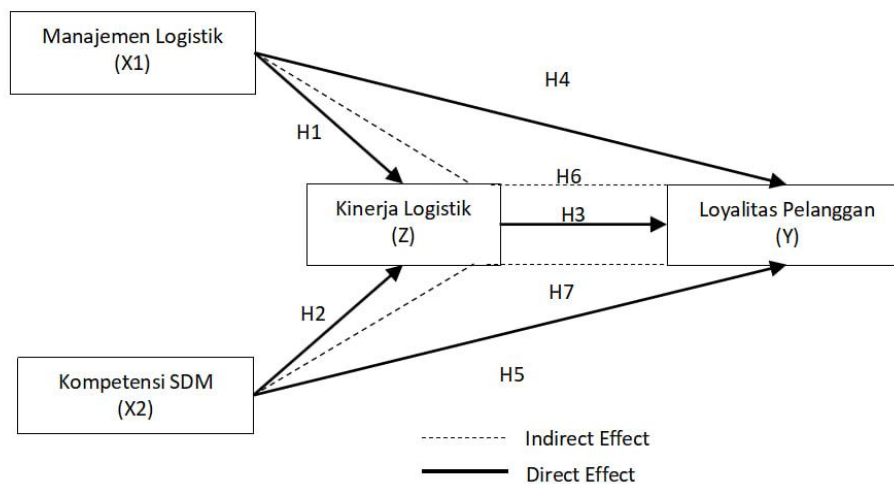 Manajemen Logistik
(X1)
H4
H1
H6
Kinerja Logistik
(Z)
H3
Loyalitas Pelanggan
(Y)
H2
H7
Kompetensi SDM
(X2)
H5
Indirect Effect
Direct Effect